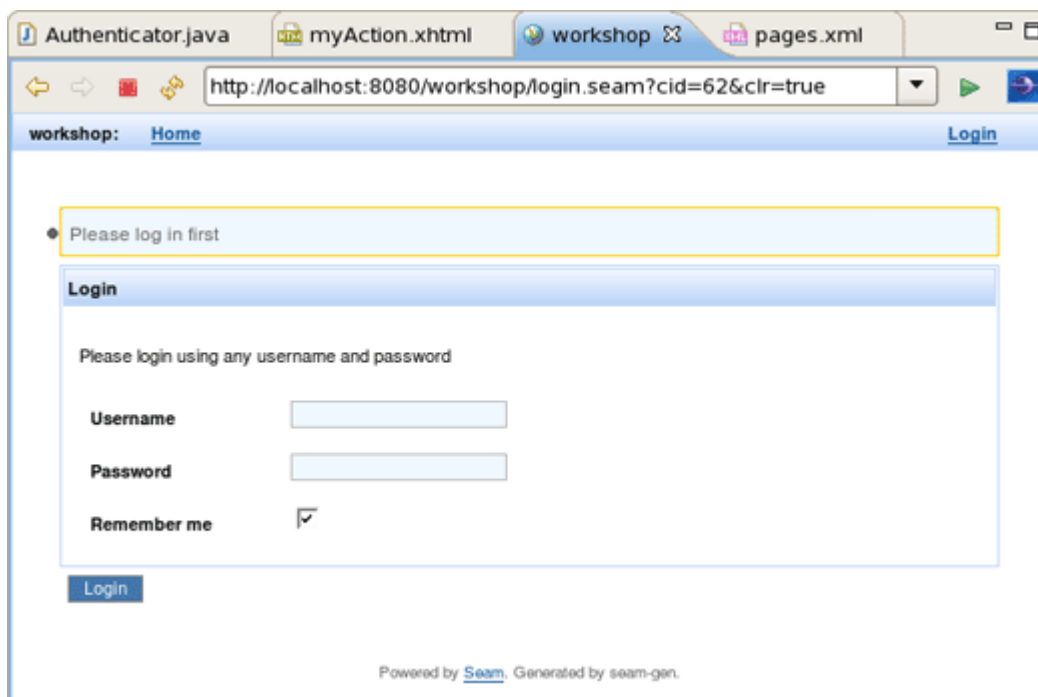 Authenticator.java myAction.xhtml workshop pages.xml
http://localhost:8080/workshop/login.seam?cid=62&clr=true
workshop: Home Login
Please log in first
Login
Please login using any username and password
Username
Password
Remember me
Login
Powered by Seam. Generated by seam-gen.